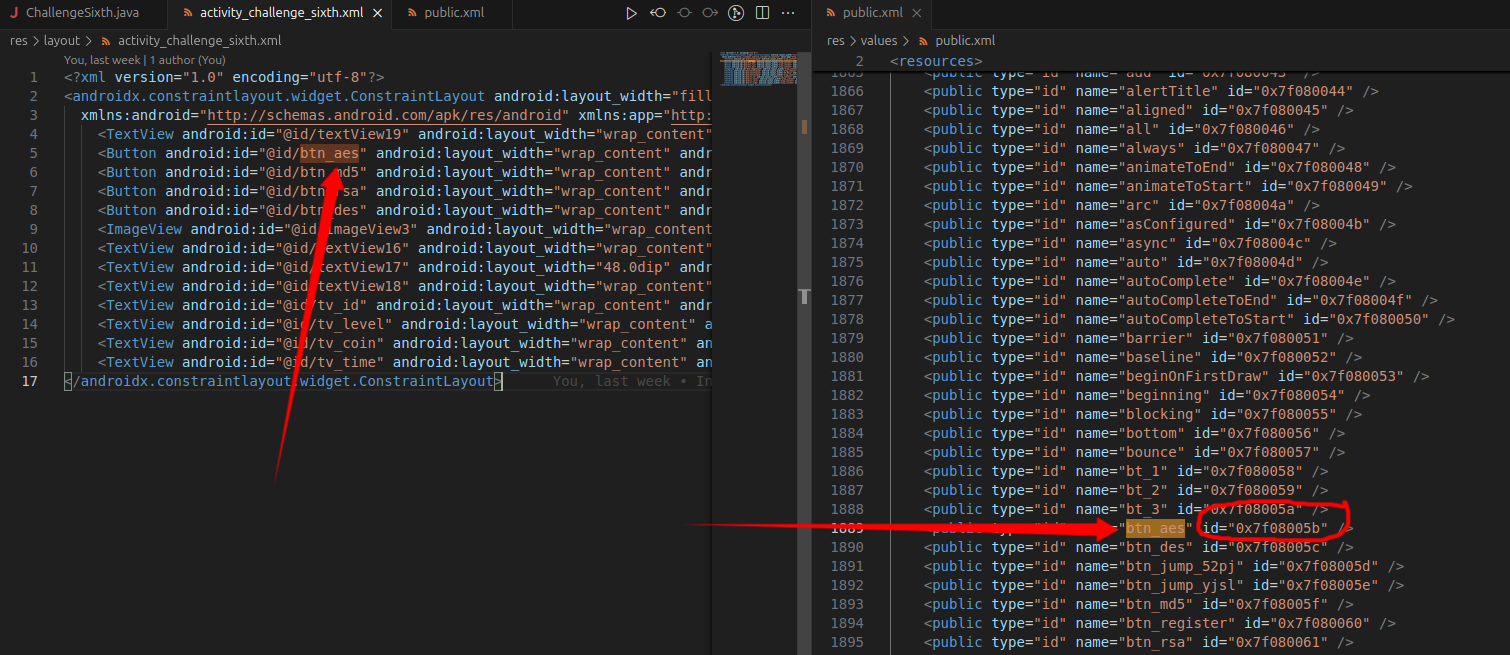 ChallengeSixth.java
activity_challenge_sixth.xml
public.xml
res > layout > activity_challenge_sixth.xml
You, last week | 1 author (You)
1 <?xml version="1.0" encoding="utf-8"?>
2 <androidx.constraintlayout.widget.ConstraintLayout android:layout_width="fill
3 xmlns:android="http://schemas.android.com/apk/res/android" xmlns:app="http:
4 <TextView android:id="@id/textView19" android:layout_width="wrap_content"
5 <Button android:id="@id/btn_aes" android:layout_width="wrap_content" andr
6 <Button android:id="@id/btn_md5" android:layout_width="wrap_content" andr
7 <Button android:id="@id/btn_rsa" android:layout_width="wrap_content" andr
8 <Button android:id="@id/btn_des" android:layout_width="wrap_content" andr
9 <ImageView android:id="@id/imageView3" android:layout_width="wrap_content
10 <TextView android:id="@id/textView16" android:layout_width="wrap_content"
11 <TextView android:id="@id/textView17" android:layout_width="48.0dip" andro
12 <TextView android:id="@id/textView18" android:layout_width="wrap_content"
13 <TextView android:id="@id/tv_id" android:layout_width="wrap_content" andr
14 <TextView android:id="@id/tv_level" android:layout_width="wrap_content" a
15 <TextView android:id="@id/tv_coin" android:layout_width="wrap_content" an
16 <TextView android:id="@id/tv_time" android:layout_width="wrap_content" an
17 </androidx.constraintlayout.widget.ConstraintLayout> You, last week • In
public.xml
res > values > public.xml
2 <resources>
1865 <public type="id" name="add" id="0x7f080043" />
1866 <public type="id" name="alertTitle" id="0x7f080044" />
1867 <public type="id" name="aligned" id="0x7f080045" />
1868 <public type="id" name="all" id="0x7f080046" />
1869 <public type="id" name="always" id="0x7f080047" />
1870 <public type="id" name="animateToEnd" id="0x7f080048" />
1871 <public type="id" name="animateToStart" id="0x7f080049" />
1872 <public type="id" name="arc" id="0x7f08004a" />
1873 <public type="id" name="asConfigured" id="0x7f08004b" />
1874 <public type="id" name="async" id="0x7f08004c" />
1875 <public type="id" name="auto" id="0x7f08004d" />
1876 <public type="id" name="autoComplete" id="0x7f08004e" />
1877 <public type="id" name="autoCompleteToEnd" id="0x7f08004f" />
1878 <public type="id" name="autoCompleteToStart" id="0x7f080050" />
1879 <public type="id" name="barrier" id="0x7f080051" />
1880 <public type="id" name="baseline" id="0x7f080052" />
1881 <public type="id" name="beginOnFirstDraw" id="0x7f080053" />
1882 <public type="id" name="beginning" id="0x7f080054" />
1883 <public type="id" name="blocking" id="0x7f080055" />
1884 <public type="id" name="bottom" id="0x7f080056" />
1885 <public type="id" name="bounce" id="0x7f080057" />
1886 <public type="id" name="bt_1" id="0x7f080058" />
1887 <public type="id" name="bt_2" id="0x7f080059" />
1888 <public type="id" name="bt_3" id="0x7f08005a" />
1889 <public type="id" name="btn_aes" id="0x7f08005b" />
1890 <public type="id" name="btn_des" id="0x7f08005c" />
1891 <public type="id" name="btn_jump_52pj" id="0x7f08005d" />
1892 <public type="id" name="btn_jump_yjsl" id="0x7f08005e" />
1893 <public type="id" name="btn_md5" id="0x7f08005f" />
1894 <public type="id" name="btn_register" id="0x7f080060" />
1895 <public type="id" name="btn_rsa" id="0x7f080061" />